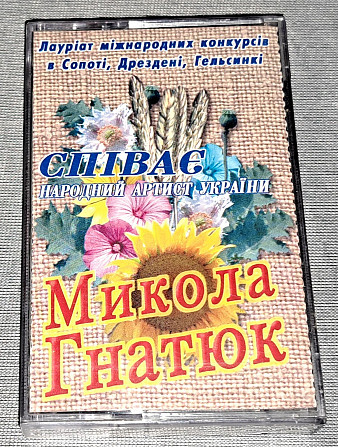 Лауріат міжнародних конкурсів
в Сопоті, Дрездені, Гельсинкі
СПІВАЄ
НАРОДНИЙ АРТИСТ УКРАЇНИ
Микола
Гнатюк